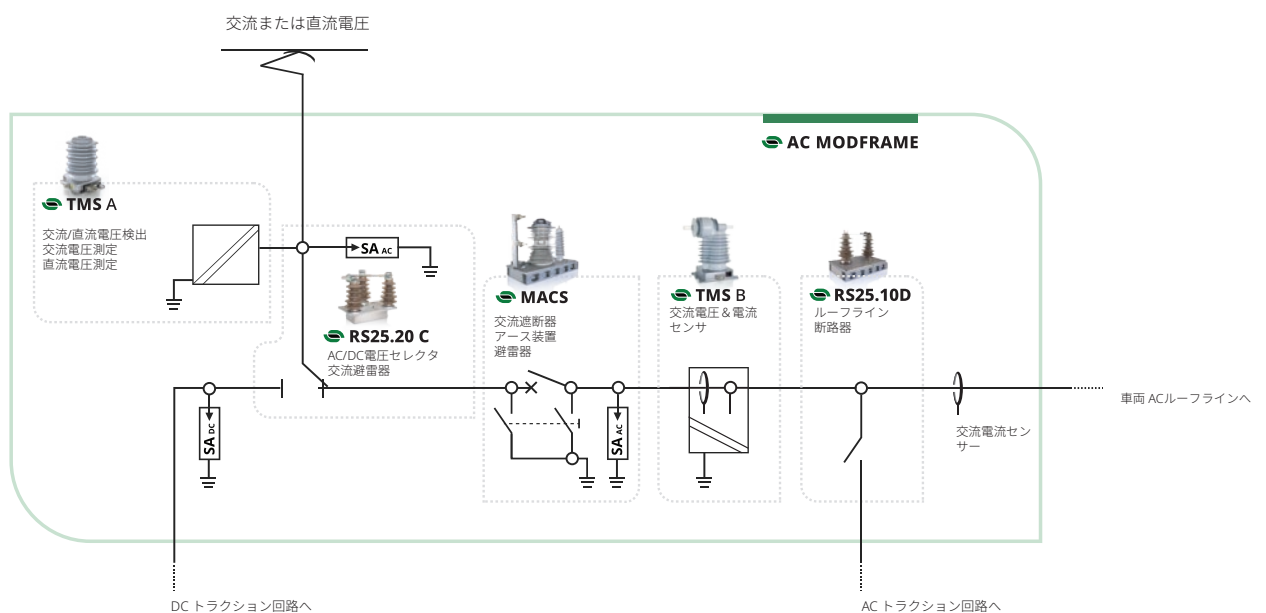 交流または直流電圧
AC MODFRAME
TMS A
交流/直流電圧検出
交流電圧測定
直流電圧測定
SA AC
RS25.20 C
AC/DC電圧セレクタ
交流避雷器
MACS
交流遮断器
アース装置
避雷器
TMS B
交流電圧＆電流
センサ
RS25.10D
ルーフライン
断路器
SA DC
SA AC
車両 ACルーフラインへ
交流電流セン
サー
DC トラクション回路へ
AC トラクション回路へ